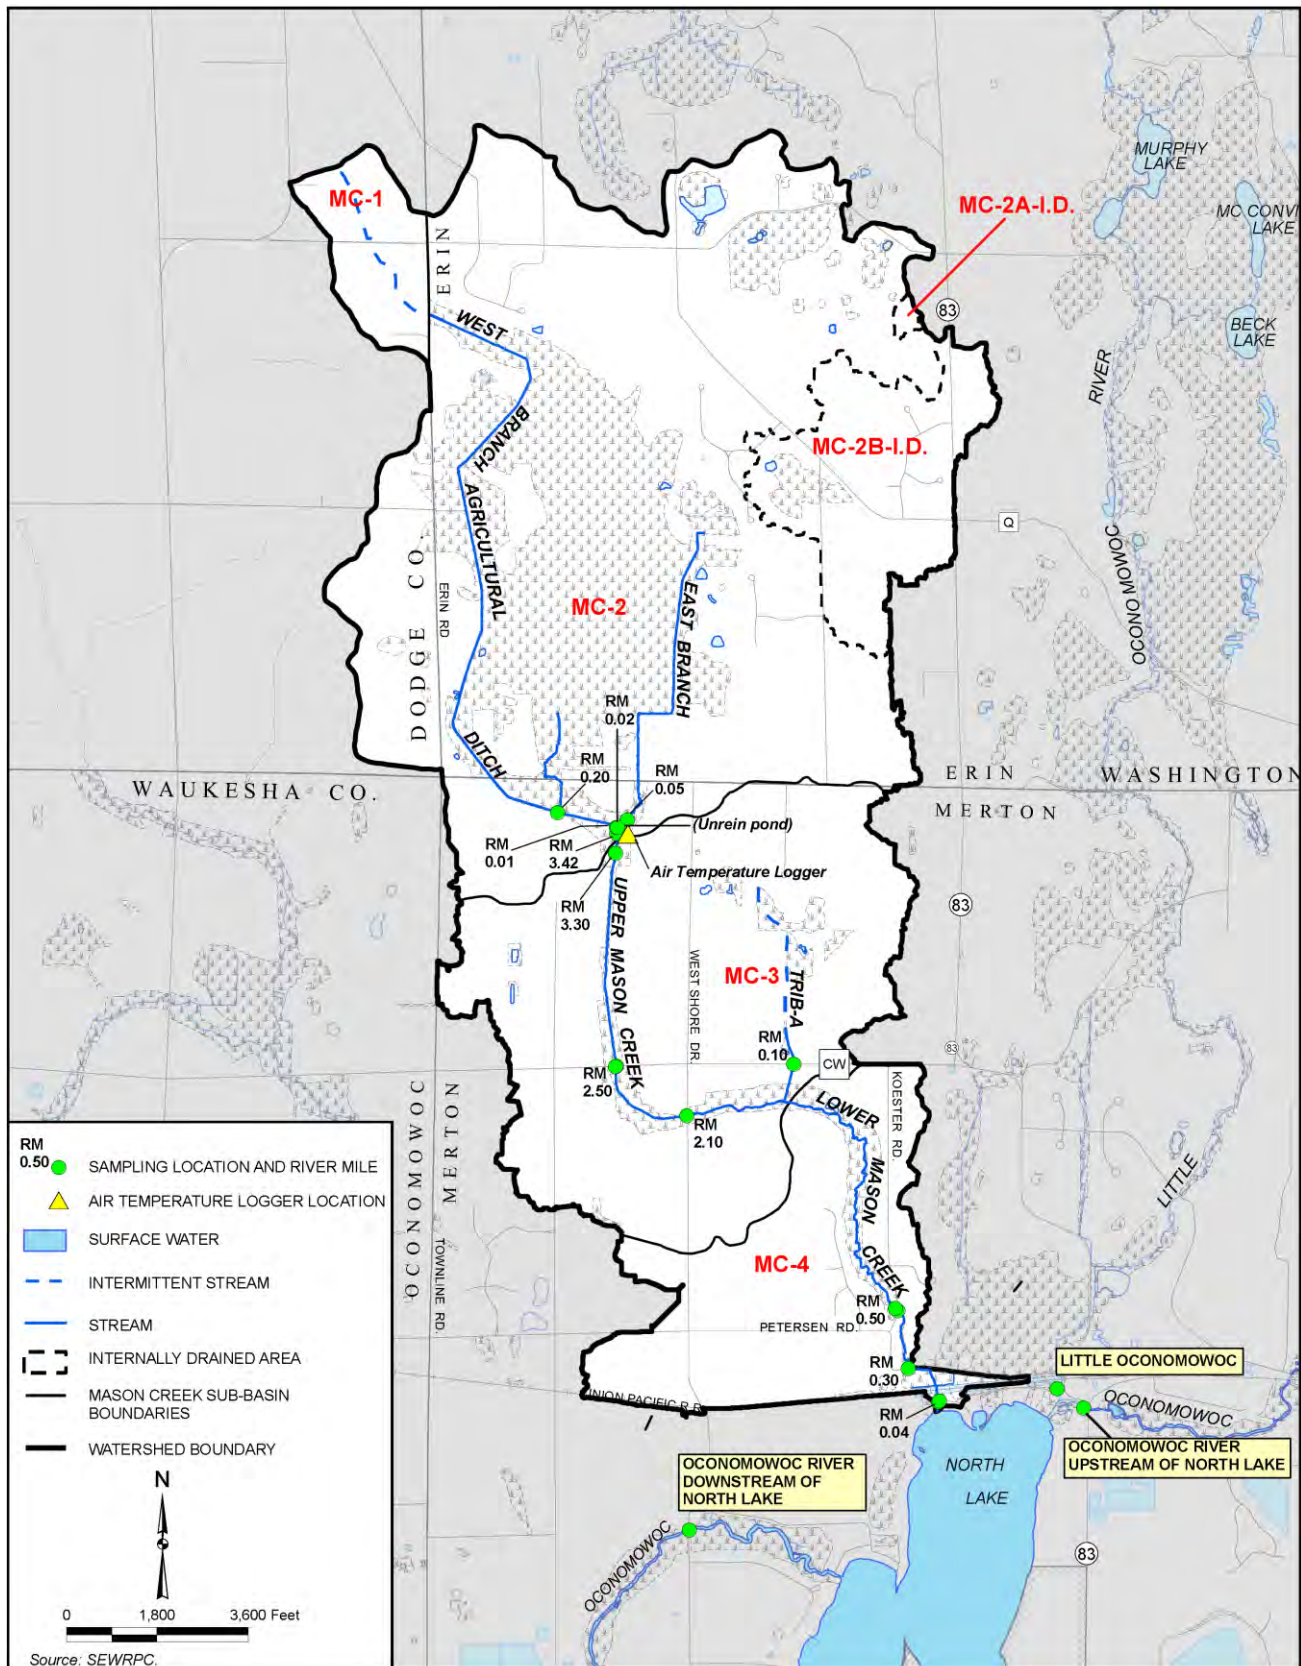 MURPHY
LAKE
MC-1
MC-2A-I.D.
MC CONVI
LAKE
ERIN
83
WEST
BECK
LAKE
RIVER
BRANCH
MC-2B-I.D.
AGRICULTURAL
Q
OCONOMOWOC
DODGE CO.
ERIN RD
MC-2
EAST BRANCH
RM
0.02
DITCH
RM
0.20
RM
0.05
ERIN
WASHINGTON
WAUKESHA CO.
MERTON
(Unrein pond)
RM
0.01
RM
3.42
Air Temperature Logger
RM
3.30
83
UPPER MASON CREEK
WEST SHORE DR.
MC-3
TRIB-A
RM
0.10
83
CW
RM
2.50
KOESTER RD.
OCONOMOWOC
MERTON
LOWER
RM
2.10
MASON
LITTLE
CREEK
TOWNLINE RD.
MC-4
RM
0.50
PETERSEN RD.
RM
0.30
LITTLE OCONOMOWOC
UNION PACIFIC R.R.
OCONOMOWOC
RM
0.04
OCONOMOWOC RIVER
UPSTREAM OF NORTH LAKE
OCONOMOWOC RIVER
DOWNSTREAM OF
NORTH LAKE
NORTH
LAKE
OCONOMOWOC
83
RM
0.50
SAMPLING LOCATION AND RIVER MILE
AIR TEMPERATURE LOGGER LOCATION
SURFACE WATER
INTERMITTENT STREAM
STREAM
INTERNALLY DRAINED AREA
MASON CREEK SUB-BASIN
BOUNDARIES
WATERSHED BOUNDARY
N
0 1,800 3,600 Feet
Source: SEWRPC.